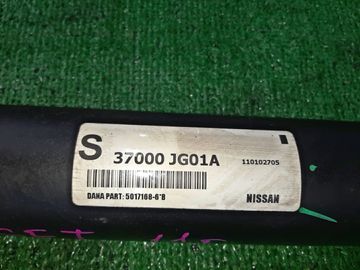 S 37000 JG01A 110102705
DANA PART: 5017168-6'B NISSAN